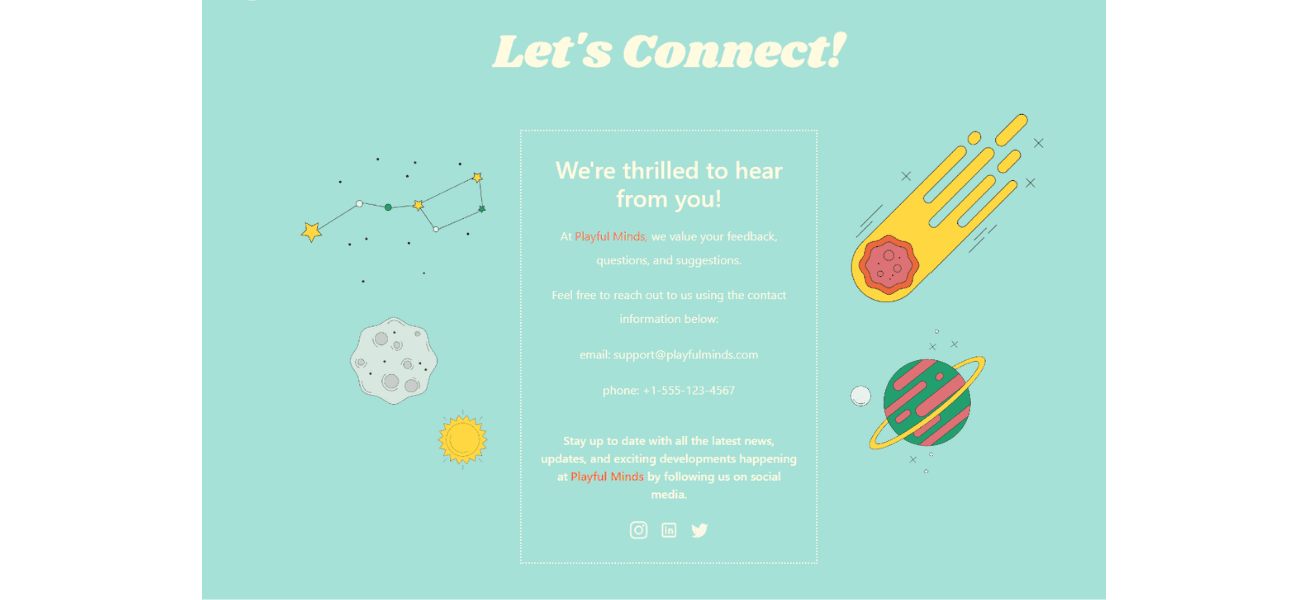 Let's Connect!
We're thrilled to hear
from you!
At Playful Minds, we value your feedback,
questions, and suggestions.
Feel free to reach out to us using the contact
information below:
email: support@playfulminds.com
phone: +1-555-123-4567
Stay up to date with all the latest news,
updates, and exciting developments happening
at Playful Minds by following us on social
media.